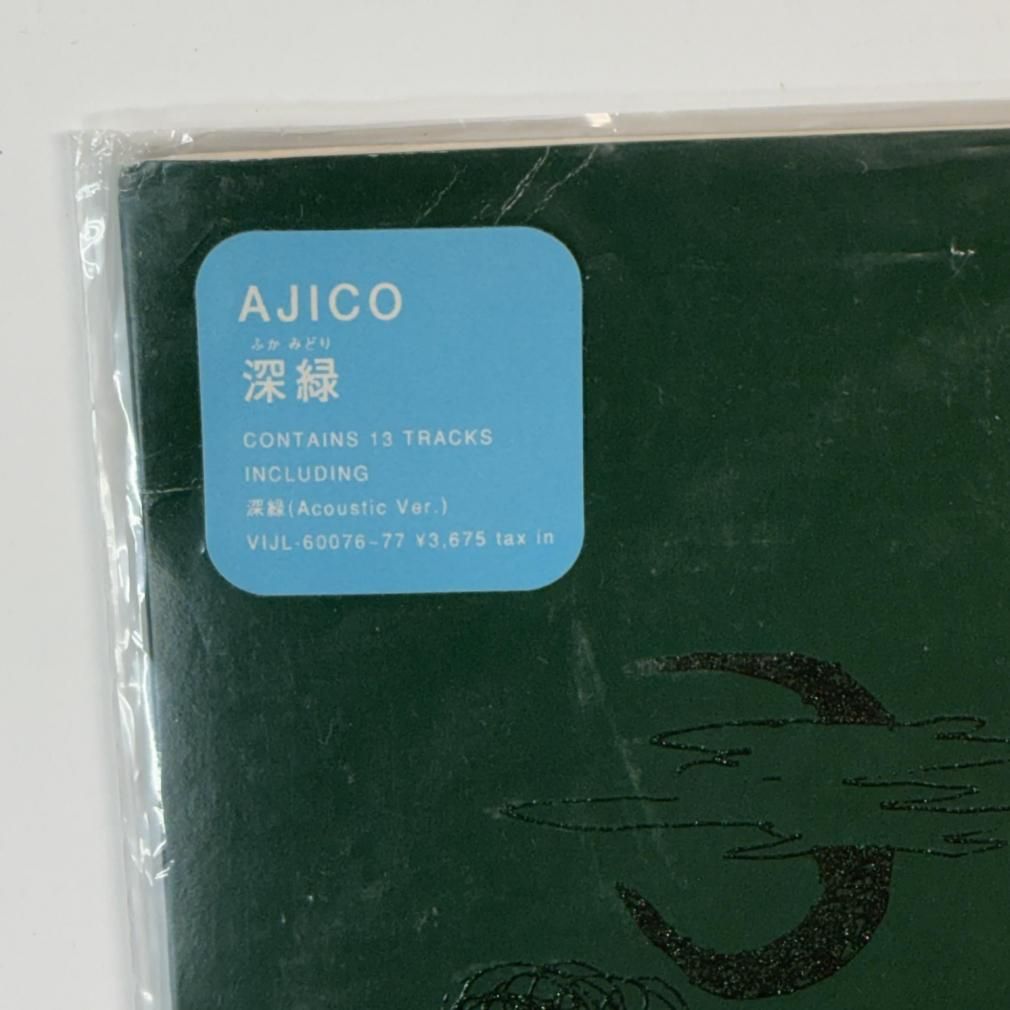 AJICO
ふか みどり
深緑
CONTAINS 13 TRACKS
INCLUDING
深緑(Acoustic Ver.)
VIJL-60076~77 ¥3,675 tax in